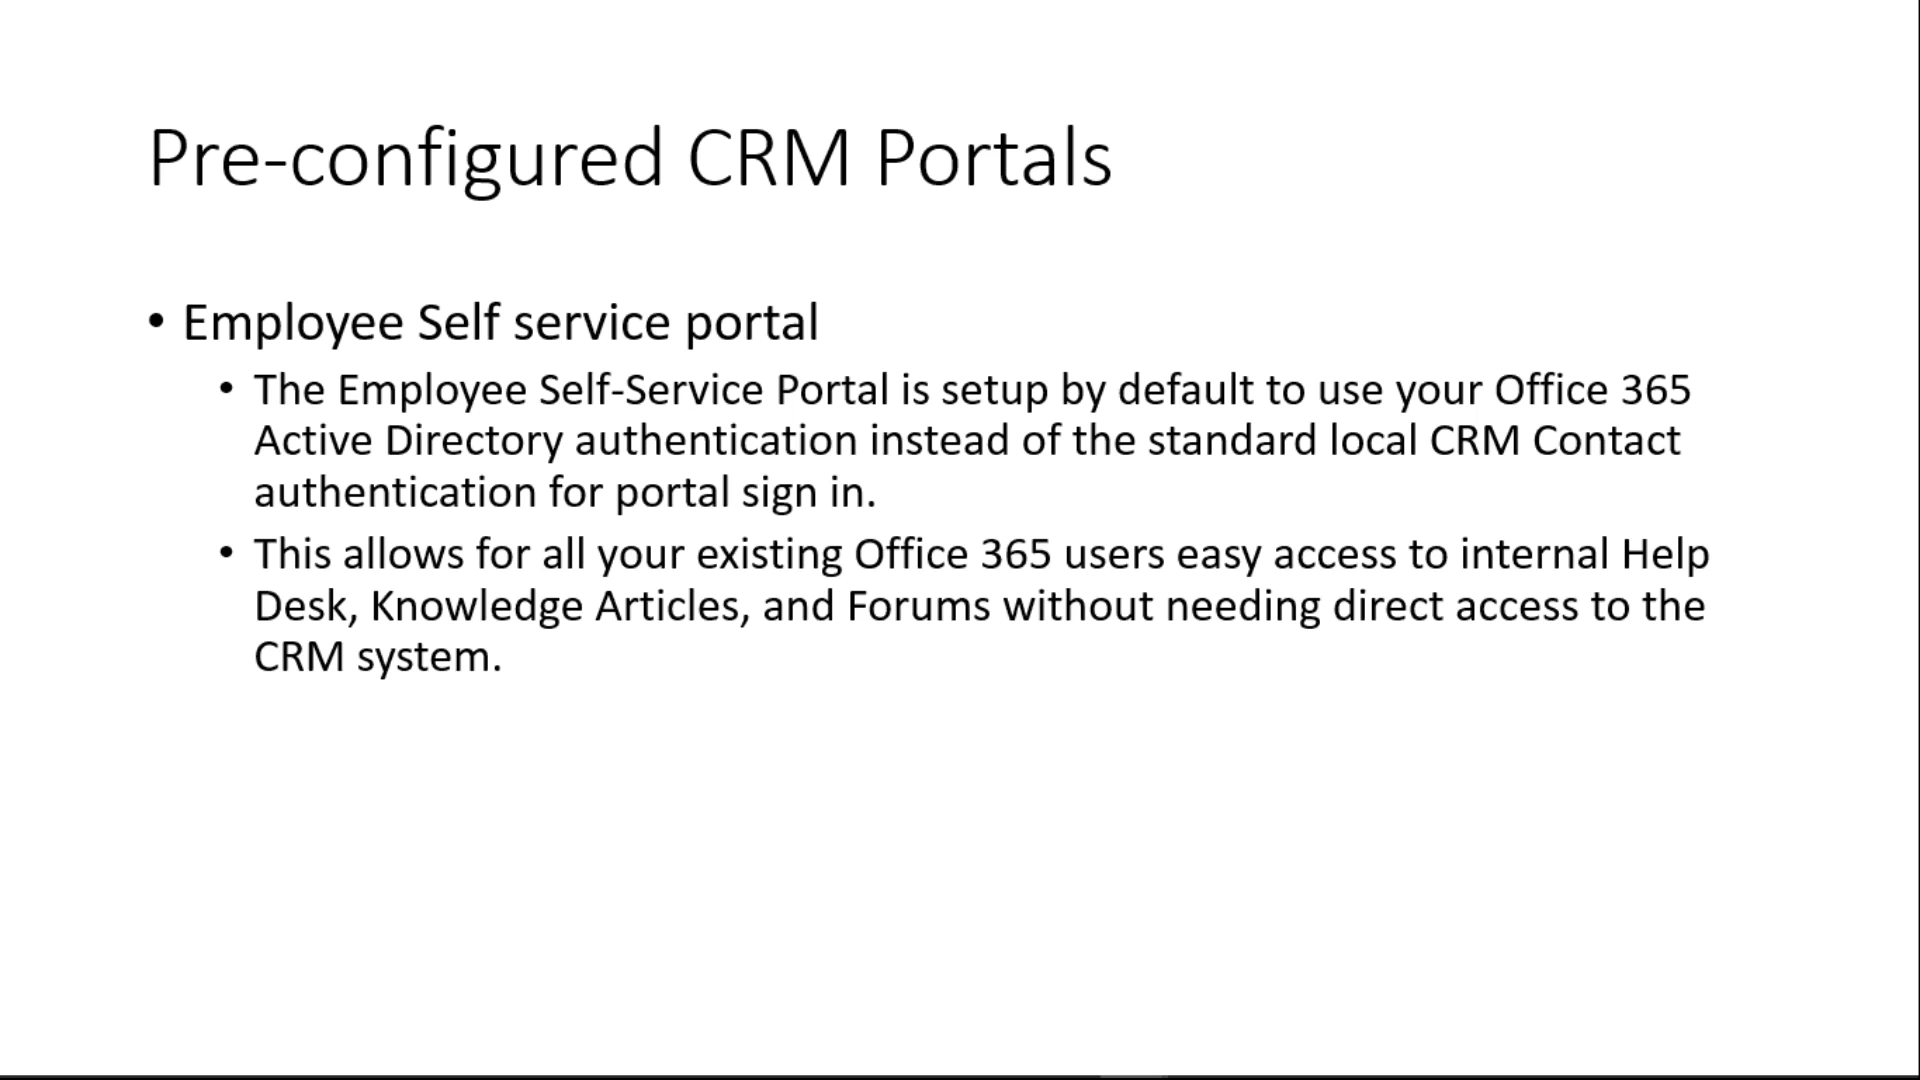 Pre-configured CRM Portals
• Employee Self service portal
• The Employee Self-Service Portal is setup by default to use your Office 365
Active Directory authentication instead of the standard local CRM Contact
authentication for portal sign in.
• This allows for all your existing Office 365 users easy access to internal Help
Desk, Knowledge Articles, and Forums without needing direct access to the
CRM system.